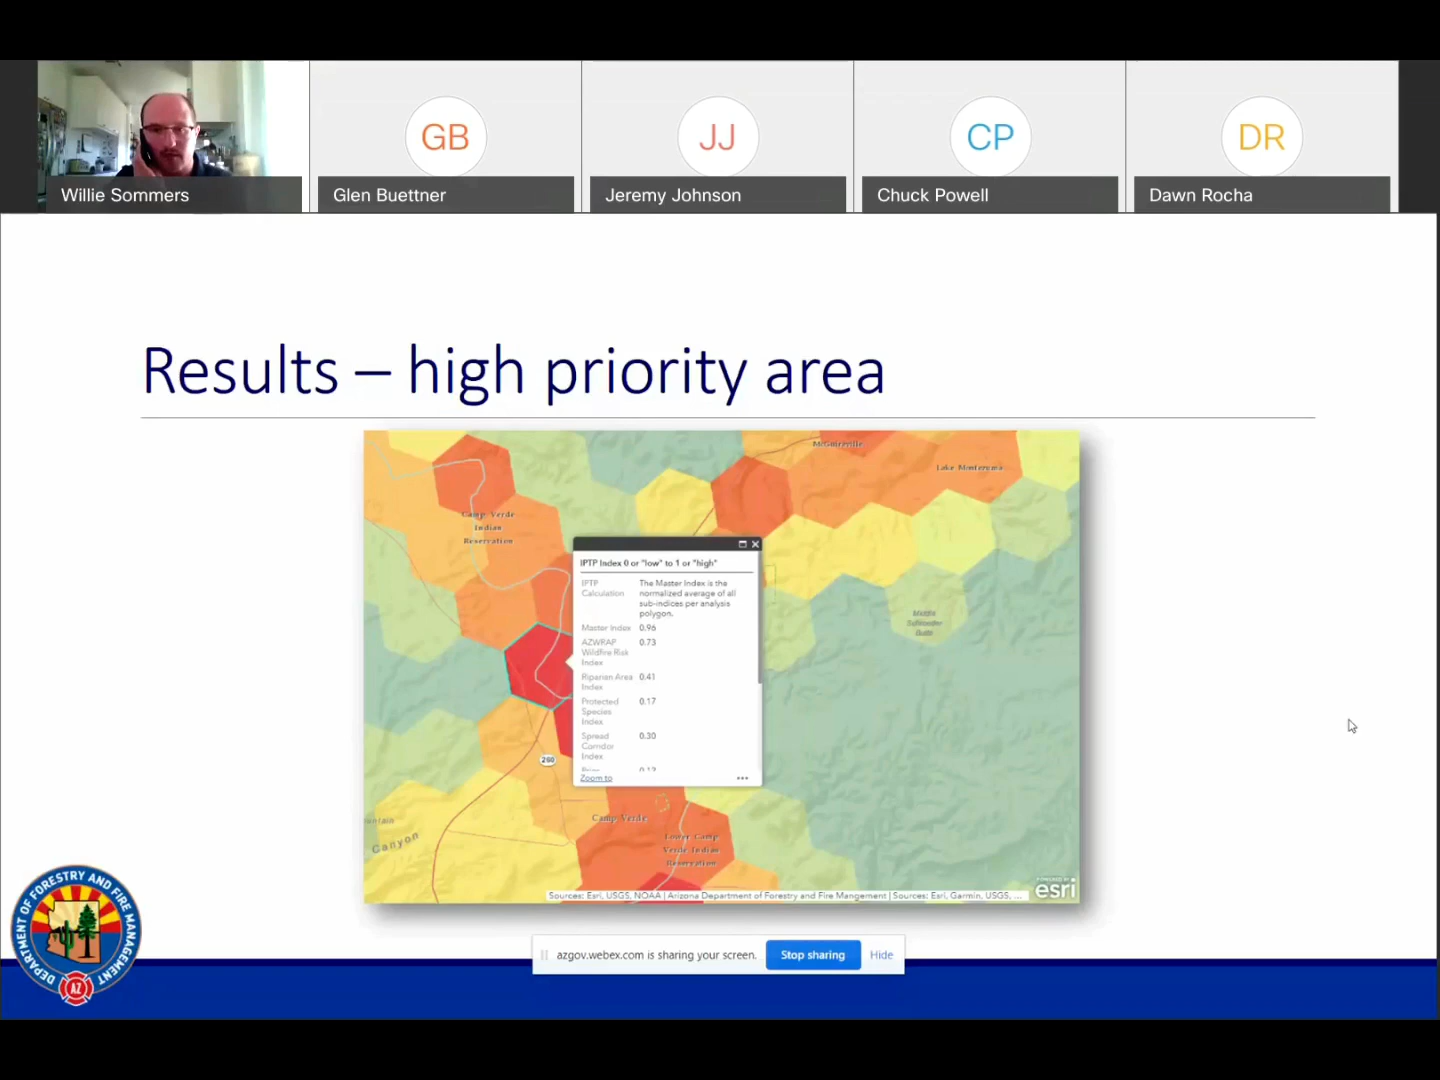 GB
JJ
CP
DR
Willie Sommers
Glen Buettner
Jeremy Johnson
Chuck Powell
Dawn Rocha
Results – high priority area
McGuireville
Lake Montezuma
Camp Verde
Indian
Reservation
IPTP Index 0 or "low" to 1 or "high"
IPTP
Calculation
The Master Index is the
normalized average of all
sub-indices per analysis
polygon.
Master Index 0.96
AZWRAP 0.73
Wildfire Risk
Index
Riparian Area 0.41
Index
Protected 0.17
Species
Index
Spread 0.30
Corridor
Index
Zoom to
260
Camp Verde
Canyon
Lower Camp
Verde Indian
Reservation
POWERED BY
esri
Sources: Esri, USGS, NOAA | Arizona Department of Forestry and Fire Mangement | Sources: Esri, Garmin, USGS, ...
DEPARTMENT OF FORESTRY AND FIRE MANAGEMENT
AZ
azgov.webex.com is sharing your screen.
Stop sharing
Hide